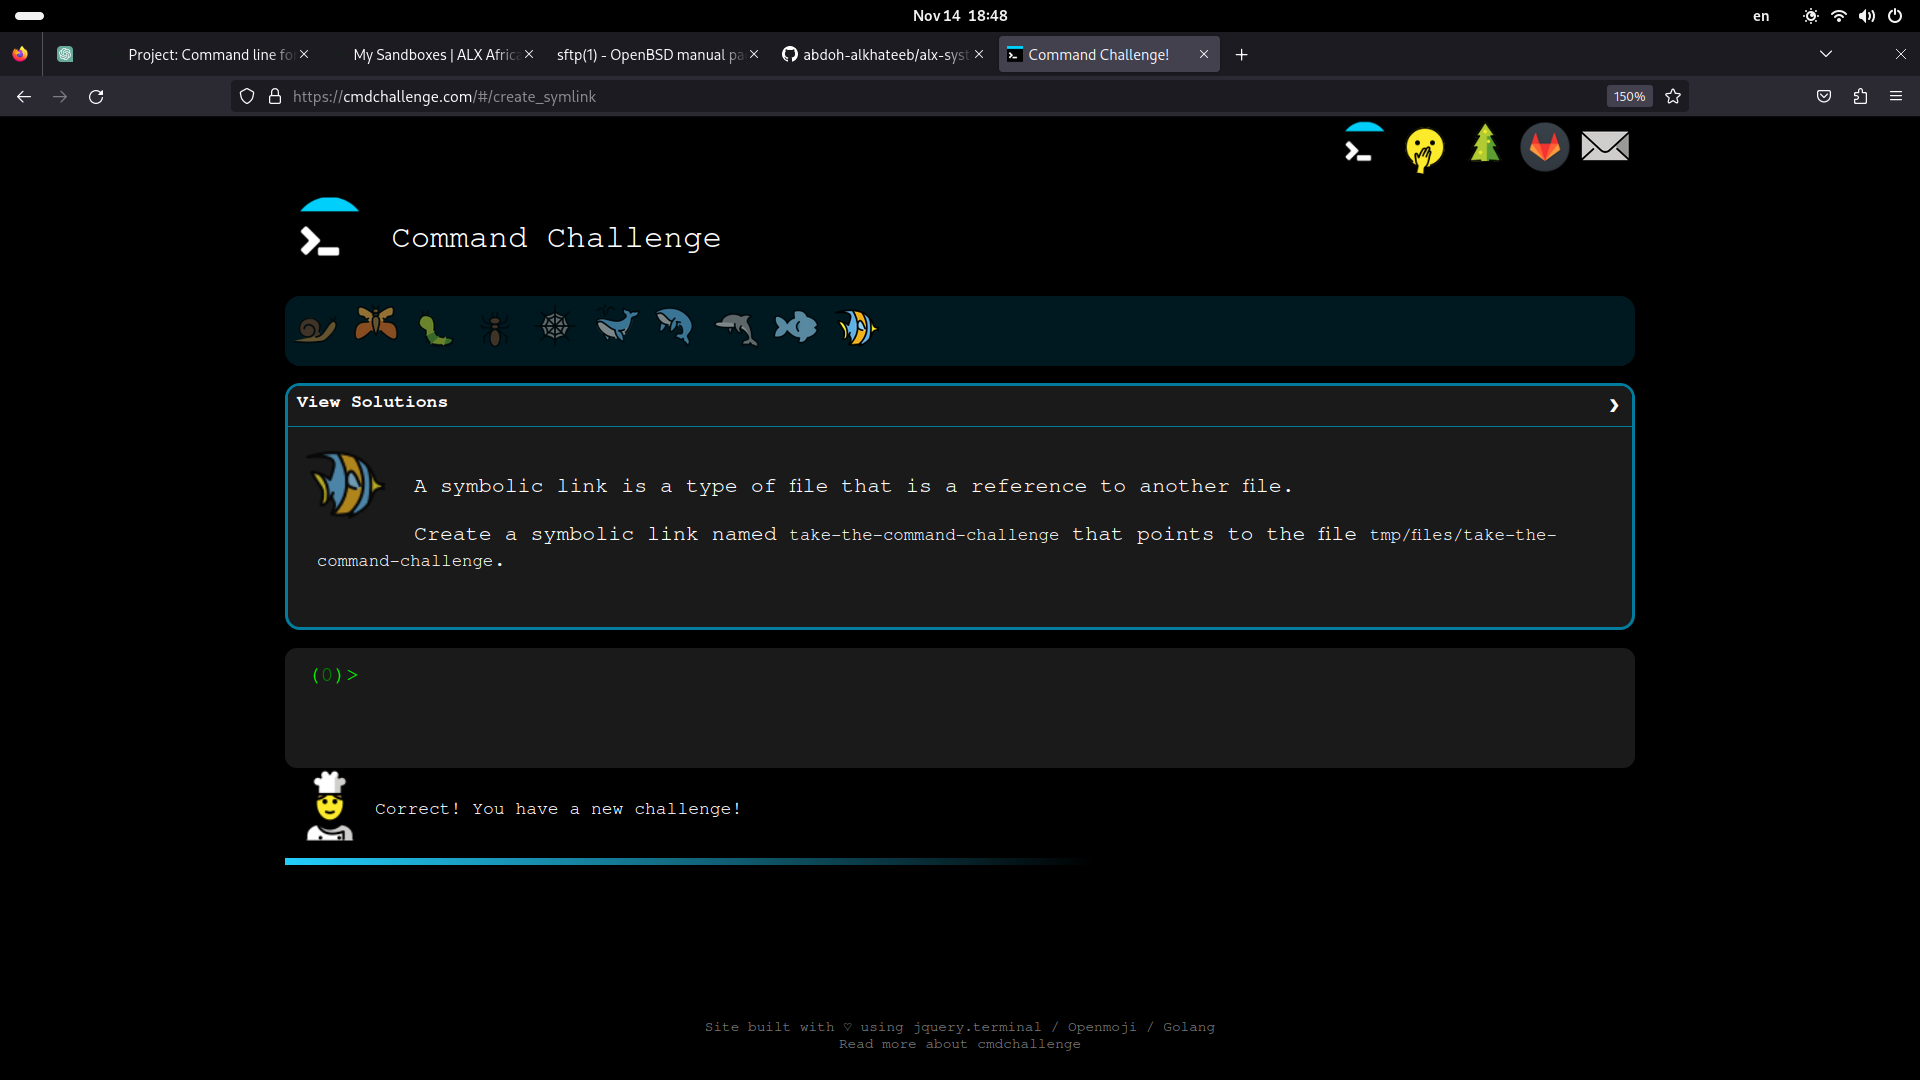 Nov 14 18:48
en
Project: Command line fo
My Sandboxes | ALX Africa
sftp(1) - OpenBSD manual pa
abdoh-alkhateeb/alx-syst
Command Challenge!
https://cmdchallenge.com/#/create_symlink
150%
Command Challenge
View Solutions
A symbolic link is a type of file that is a reference to another file.
Create a symbolic link named take-the-command-challenge that points to the file tmp/files/take-the-
command-challenge.
(0)>
Correct! You have a new challenge!
Site built with ♡ using jquery.terminal / Openmoji / Golang
Read more about cmdchallenge